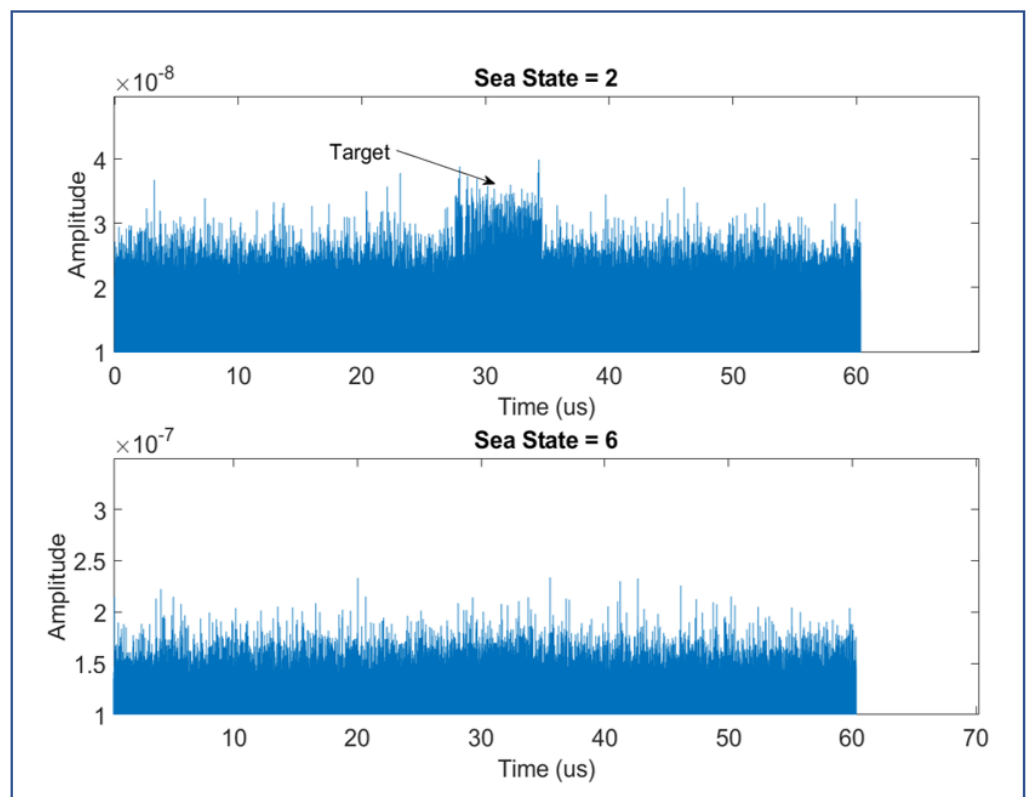 ×10-8
Sea State = 2
Target
Amplitude
4
3
2
1
0 10 20 30 40 50 60
Time (us)
×10-7
Sea State = 6
Amplitude
3
2.5
2
1.5
1
10 20 30 40 50 60 70
Time (us)